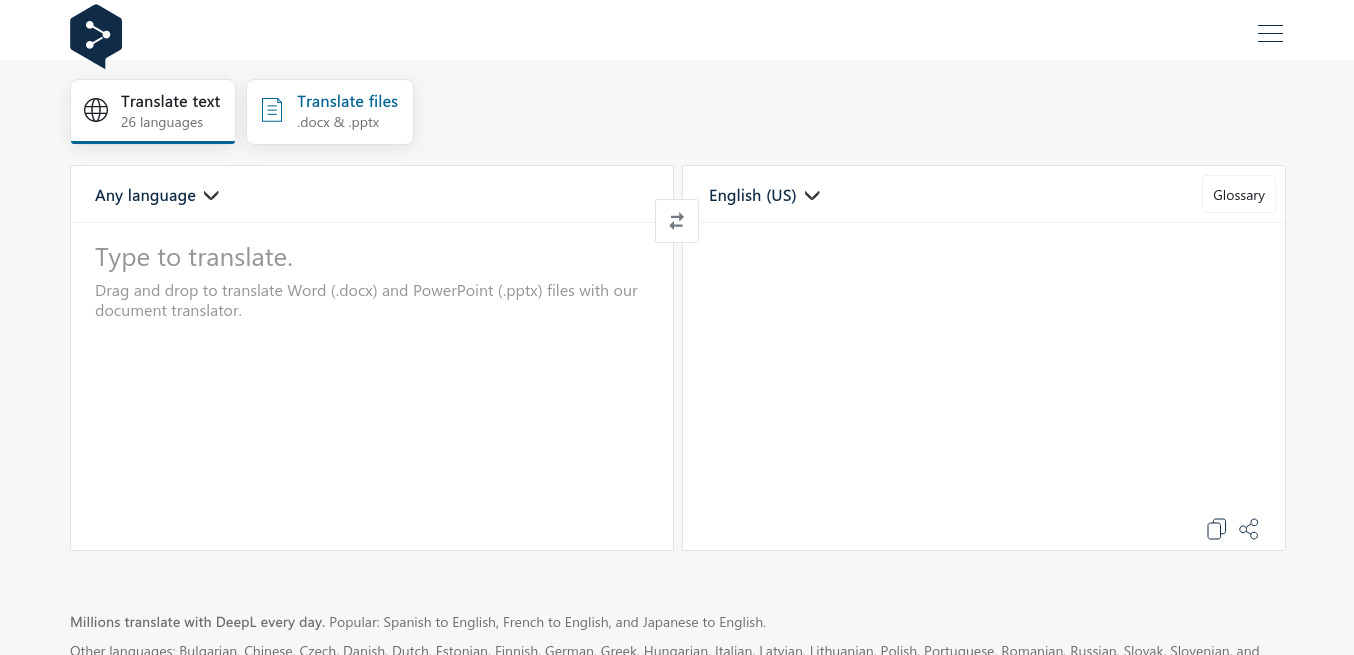 Translate text
26 languages
Translate files
.docx & .pptx
Any language
English (US)
Glossary
Type to translate.
Drag and drop to translate Word (.docx) and PowerPoint (.pptx) files with our
document translator.
Millions translate with DeepL every day. Popular: Spanish to English, French to English, and Japanese to English.
Other languages: Bulgarian, Chinese, Czech, Danish, Dutch, Estonian, Finnish, German, Greek, Hungarian, Italian, Latvian, Lithuanian, Polish, Portuguese, Romanian, Russian, Slovak, Slovenian, and